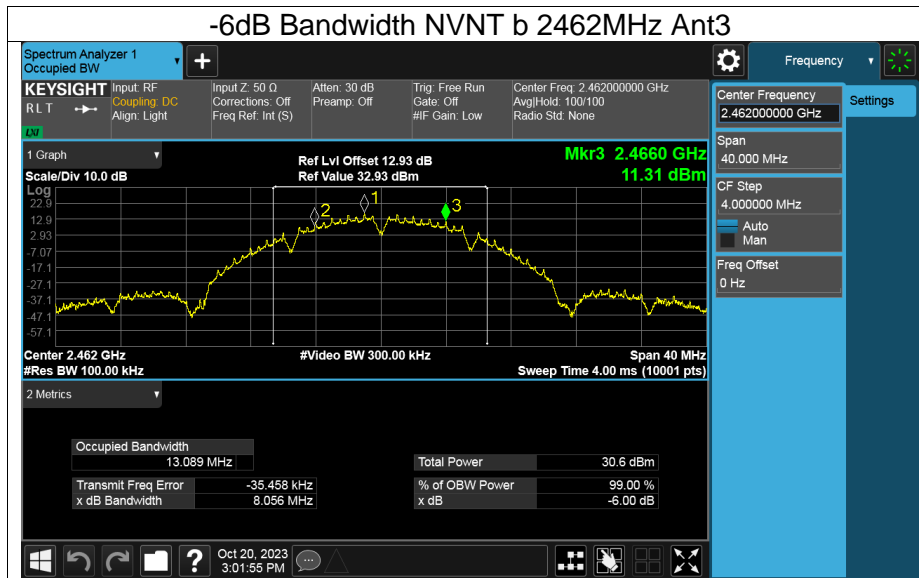 -6dB Bandwidth NVNT b 2462MHz Ant3
Spectrum Analyzer 1
Occupied BW
+
Frequency
KEYSIGHT
RLT
LXI
Input: RF
Coupling: DC
Align: Light
Input Z: 50 Ω
Corrections: Off
Freq Ref: Int (S)
Atten: 30 dB
Preamp: Off
Trig: Free Run
Gate: Off
#IF Gain: Low
Center Freq: 2.462000000 GHz
Avg|Hold: 100/100
Radio Std: None
Center Frequency
2.462000000 GHz
Settings
Span
40.000 MHz
CF Step
4.000000 MHz
Auto
Man
Freq Offset
0 Hz
1 Graph
Scale/Div 10.0 dB
Ref Lvl Offset 12.93 dB
Ref Value 32.93 dBm
Mkr3 2.4660 GHz
11.31 dBm
Log
22.9
12.9
2.93
-7.07
-17.1
-27.1
-37.1
-47.1
-57.1
2
1
3
Center 2.462 GHz
#Video BW 300.00 kHz
Span 40 MHz
#Res BW 100.00 kHz
Sweep Time 4.00 ms (10001 pts)
2 Metrics
Occupied Bandwidth
13.089 MHz
Total Power 30.6 dBm
Transmit Freq Error -35.458 kHz
% of OBW Power 99.00 %
x dB Bandwidth 8.056 MHz
x dB -6.00 dB
?
Oct 20, 2023
3:01:55 PM